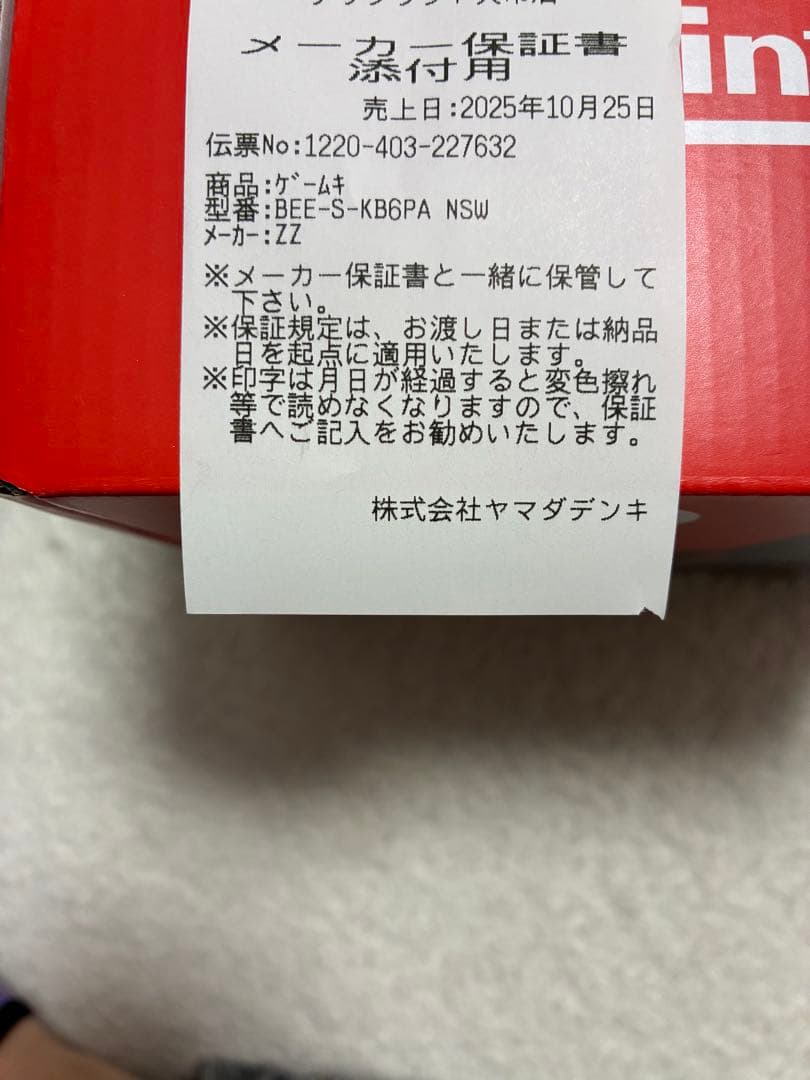 メーカー保証書
添付用
売上日:2025年10月25日
伝票No:1220-403-227632
商品:ｹﾞｰﾑｷ
型番:BEE-S-KB6PA NSW
ﾒｰｶｰ:ZZ
※メーカー保証書と一緒に保管して
下さい。
※保証規定は、お渡し日または納品
日を起点に適用いたします。
※印字は月日が経過すると変色擦れ
等で読めなくなりますので、保証
書へご記入をお勧めいたします。
株式会社ヤマダデンキ